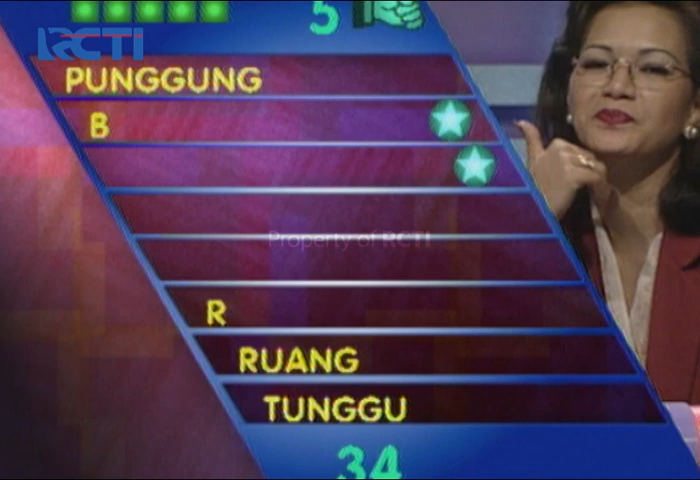 RCTI
5
PUNGGUNG
B
Property of RCTI
R
RUANG
TUNGGU
34